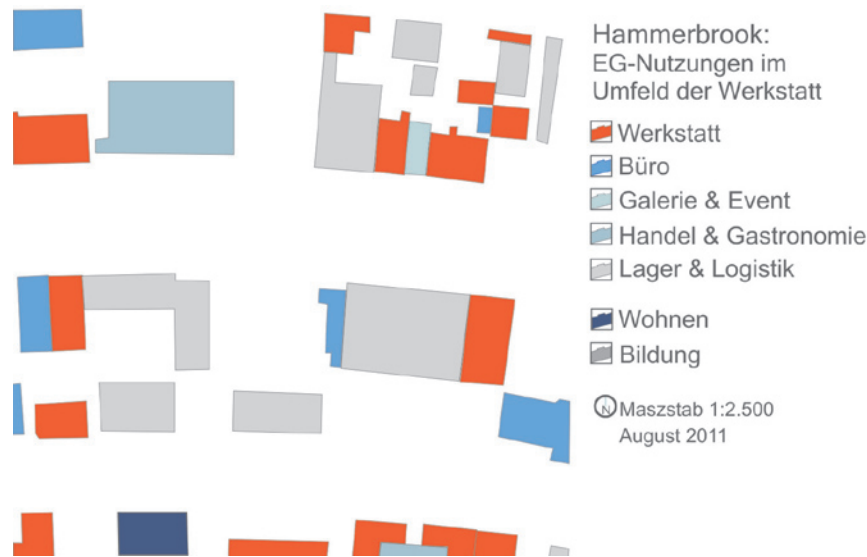 Hammerbrook:
EG-Nutzungen im
Umfeld der Werkstatt
Werkstatt
Büro
Galerie & Event
Handel & Gastronomie
Lager & Logistik
Wohnen
Bildung
N Maszstab 1:2.500
August 2011